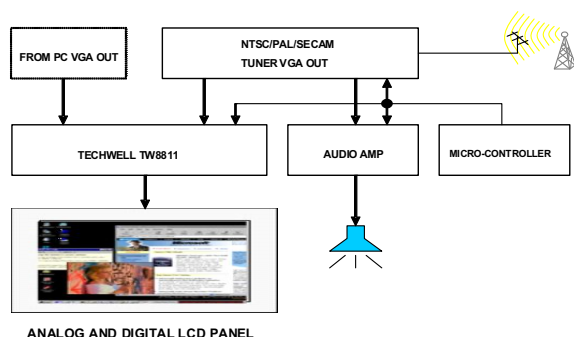 FROM PC VGA OUT
NTSC/PAL/SECAM
TUNER VGA OUT
TECHWELL TW8811
AUDIO AMP
MICRO-CONTROLLER
Microsoft
ANALOG AND DIGITAL LCD PANEL